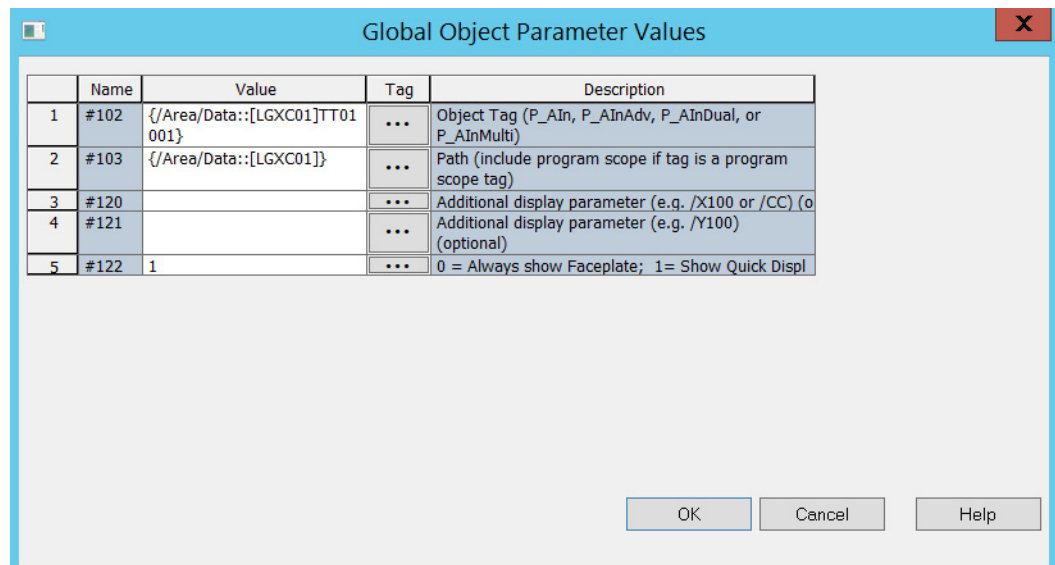 Global Object Parameter Values
X
Name Value Tag Description
1 #102 {/Area/Data::[LGXC01]TT01 ... Object Tag (P_AIn, P_AInAdv, P_AInDual, or
001} P_AInMulti)
2 #103 {/Area/Data::[LGXC01]} ... Path (include program scope if tag is a program
scope tag)
3 #120 ... Additional display parameter (e.g. /X100 or /CC) (o
4 #121 ... Additional display parameter (e.g. /Y100)
(optional)
5 #122 1 ... 0 = Always show Faceplate; 1= Show Quick Displ
OK Cancel Help